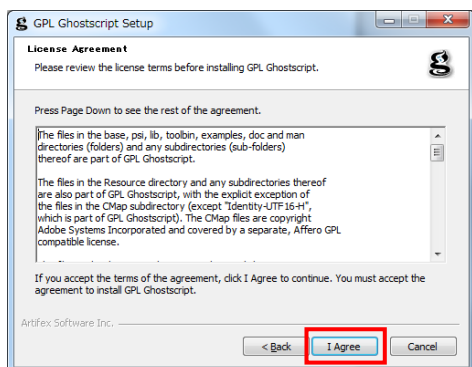 GPL Ghostscript Setup
License Agreement
Please review the license terms before installing GPL Ghostscript.
Press Page Down to see the rest of the agreement.
The files in the base, psi, lib, toolbin, examples, doc and man
directories (folders) and any subdirectories (sub-folders)
thereof are part of GPL Ghostscript.
The files in the Resource directory and any subdirectories thereof
are also part of GPL Ghostscript, with the explicit exception of
the files in the CMap subdirectory (except "Identity-UTF16-H",
which is part of GPL Ghostscript). The CMap files are copyright
Adobe Systems Incorporated and covered by a separate, Affero GPL
compatible license.
If you accept the terms of the agreement, click I Agree to continue. You must accept the
agreement to install GPL Ghostscript.
Artifex Software Inc.
< Back
I Agree
Cancel